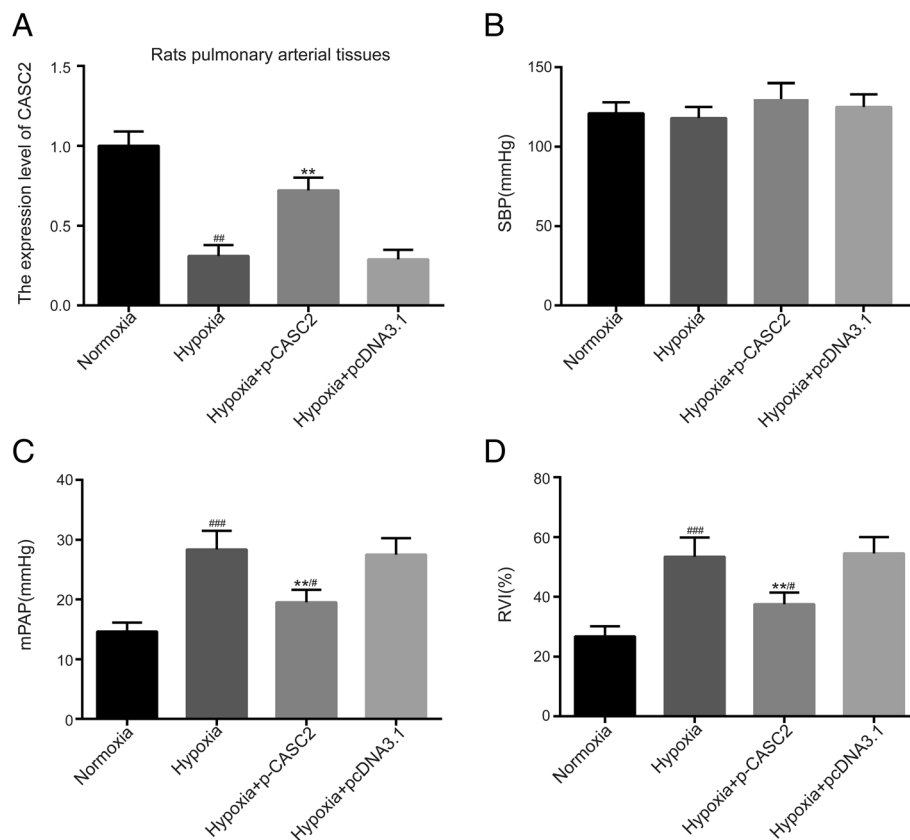 A
Rats pulmonary arterial tissues
The expression level of CASC2
1.5
1.0
0.5
0.0
##
**
Normoxia
Hypoxia
Hypoxia+p-CASC2
Hypoxia+pcDNA3.1
B
SBP(mmHg)
150
100
50
0
Normoxia
Hypoxia
Hypoxia+p-CASC2
Hypoxia+pcDNA3.1
C
mPAP(mmHg)
40
30
20
10
0
###
**/#
Normoxia
Hypoxia
Hypoxia+p-CASC2
Hypoxia+pcDNA3.1
D
RVI(%)
80
60
40
20
0
###
**/#
Normoxia
Hypoxia
Hypoxia+p-CASC2
Hypoxia+pcDNA3.1